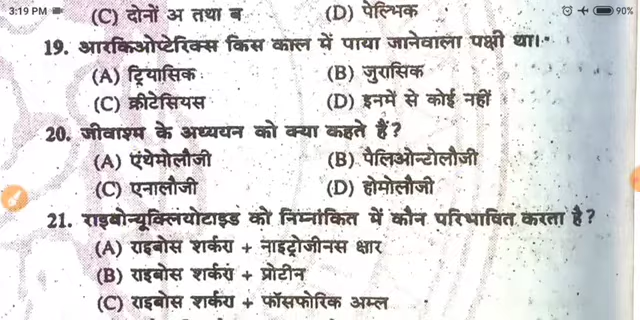 3:19 PM
90%
(C) दोनों अ तथा ब (D) पेल्भिक
19. आरकिओप्टेरिक्स किस काल में पाया जानेवाला पक्षी था।
(A) ट्रियासिक (B) जुरासिक
(C) क्रीटेसियस (D) इनमें से कोई नहीं
20. जीवाश्म के अध्ययन को क्या कहते हैं?
(A) एंथेमोलौजी (B) पैलिओन्टोलौजी
(C) एनालौजी (D) होमोलौजी
21. राइबोन्यूक्लियोटाइड को निम्नांकित में कौन परिभाषित करता है?
(A) राइबोस शर्करा + नाइट्रोजीनस क्षार
(B) राइबोस शर्करा + प्रोटीन
(C) राइबोस शर्करा + फॉसफोरिक अम्ल